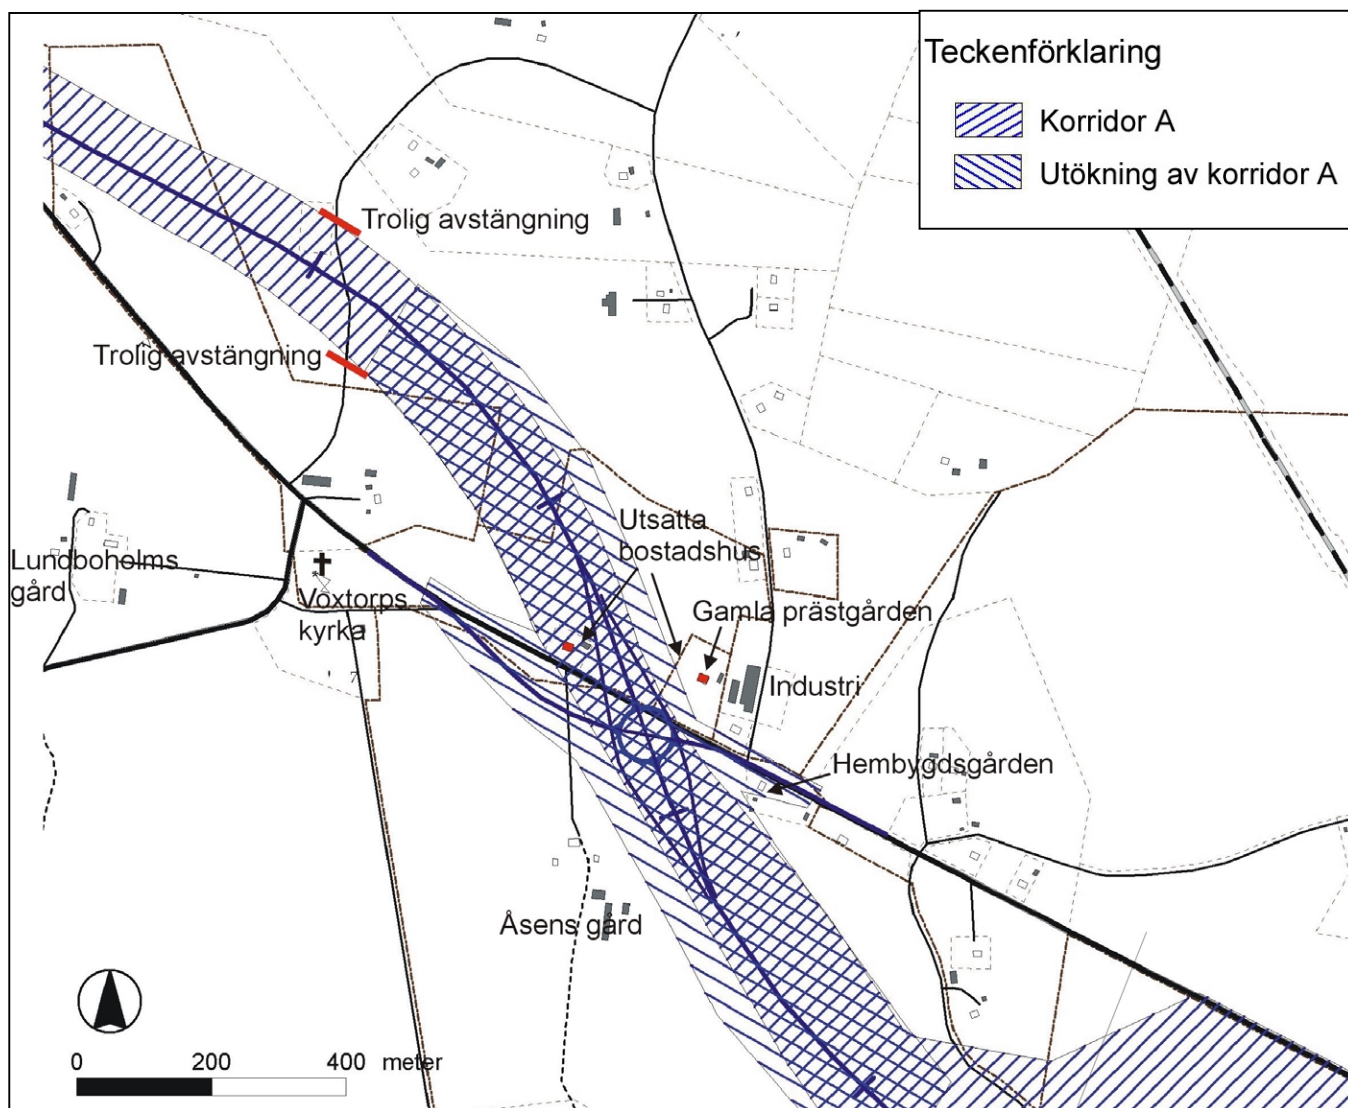 Teckenförklaring
Korridor A
Utökning av korridor A
Trolig avstängning
Trolig avstängning
Utsatta
bostadshus
Lundboholms
gård
Voxtorps
kyrka
Gamla prästgården
Industri
Hembygdsgården
Åsens gård
0 200 400 meter